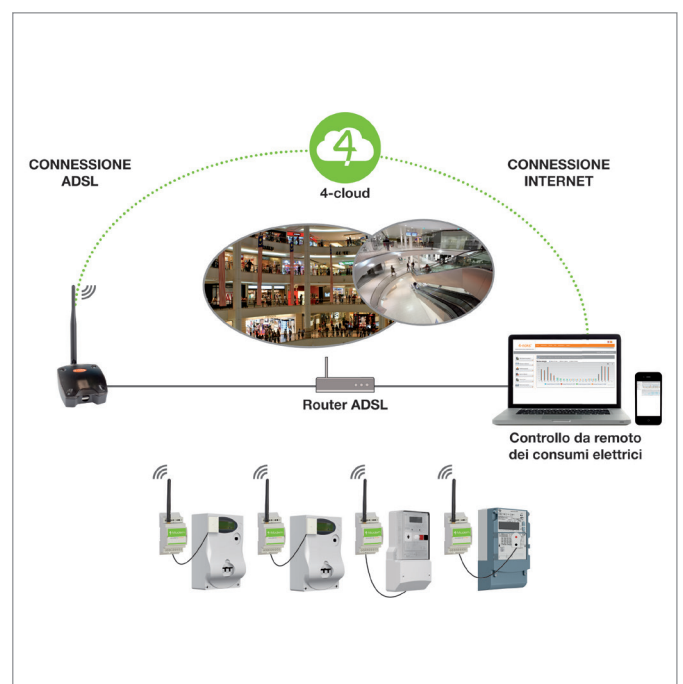 4
CONNESSIONE
ADSL
CONNESSIONE
INTERNET
4-cloud
Router ADSL
Controllo da remoto
dei consumi elettrici